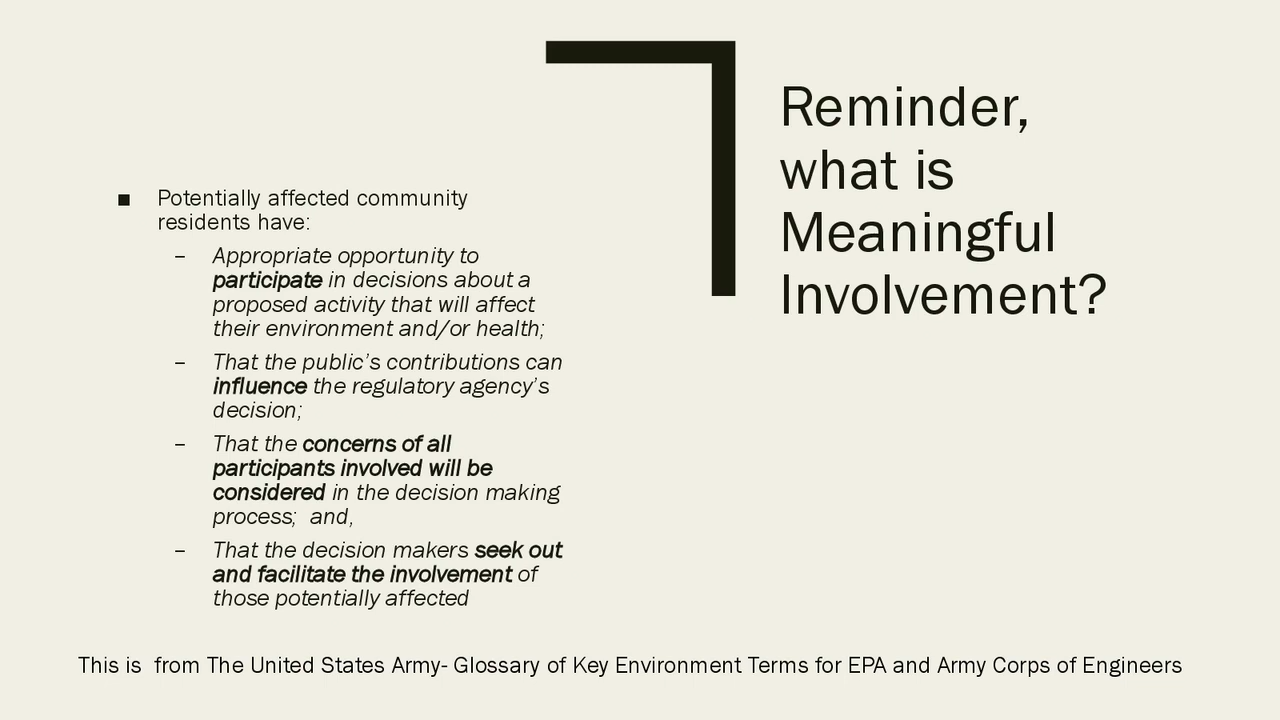 Reminder,
what is
Meaningful
Involvement?
■ Potentially affected community
residents have:
– Appropriate opportunity to
participate in decisions about a
proposed activity that will affect
their environment and/or health;
– That the public’s contributions can
influence the regulatory agency’s
decision;
– That the concerns of all
participants involved will be
considered in the decision making
process;  and,
– That the decision makers seek out
and facilitate the involvement of
those potentially affected
This is  from The United States Army- Glossary of Key Environment Terms for EPA and Army Corps of Engineers